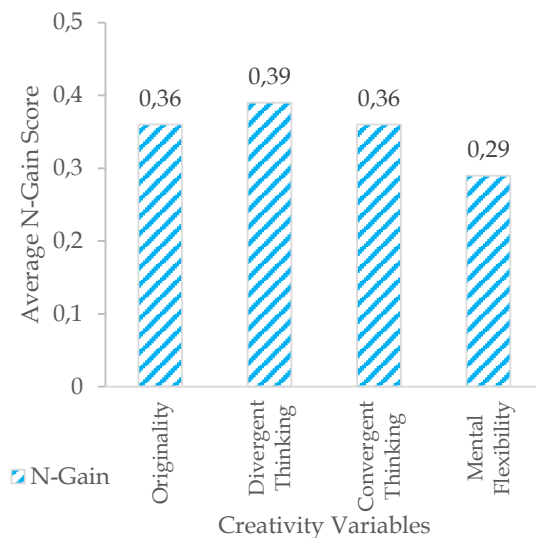 0,5
0,4
0,3
0,2
0,1
0
Average N-Gain Score
0,36
0,39
0,36
0,29
Originality
Divergent
Thinking
Convergent
Thinking
Mental
Flexibility
N-Gain
Creativity Variables